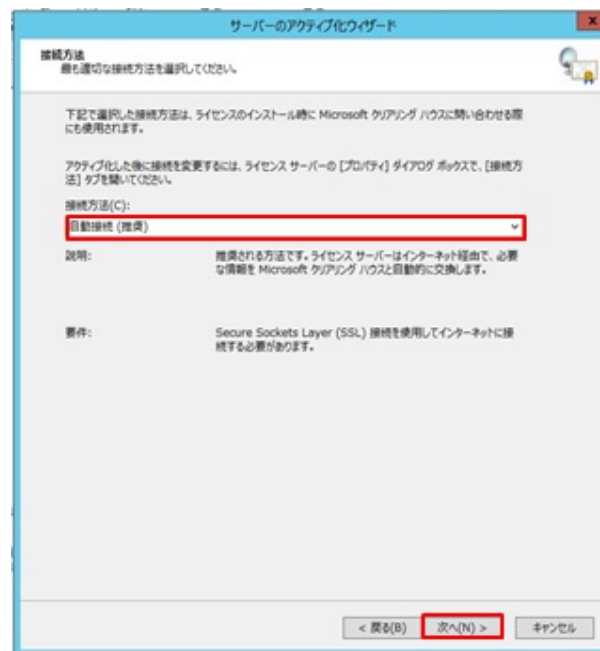 サーバーのアクティブ化ウィザード
x
接続方法
最も適切な接続方法を選択してください。
下記で選択した接続方法は、ライセンスのインストール時に Microsoft クリアリング ハウスに問い合わせる際
にも使用されます。
アクティブ化した後に接続を変更するには、ライセンス サーバーの [プロパティ] ダイアログ ボックスで、[接続方
法] タブを開いてください。
接続方法(C):
自動接続 (推奨)
説明:
推奨される方法です。ライセンス サーバーはインターネット経由で、必要
な情報を Microsoft クリアリング ハウスと自動的に交換します。
要件:
Secure Sockets Layer (SSL) 接続を使用してインターネットに接
続する必要があります。
< 戻る(B)
次へ(N) >
キャンセル